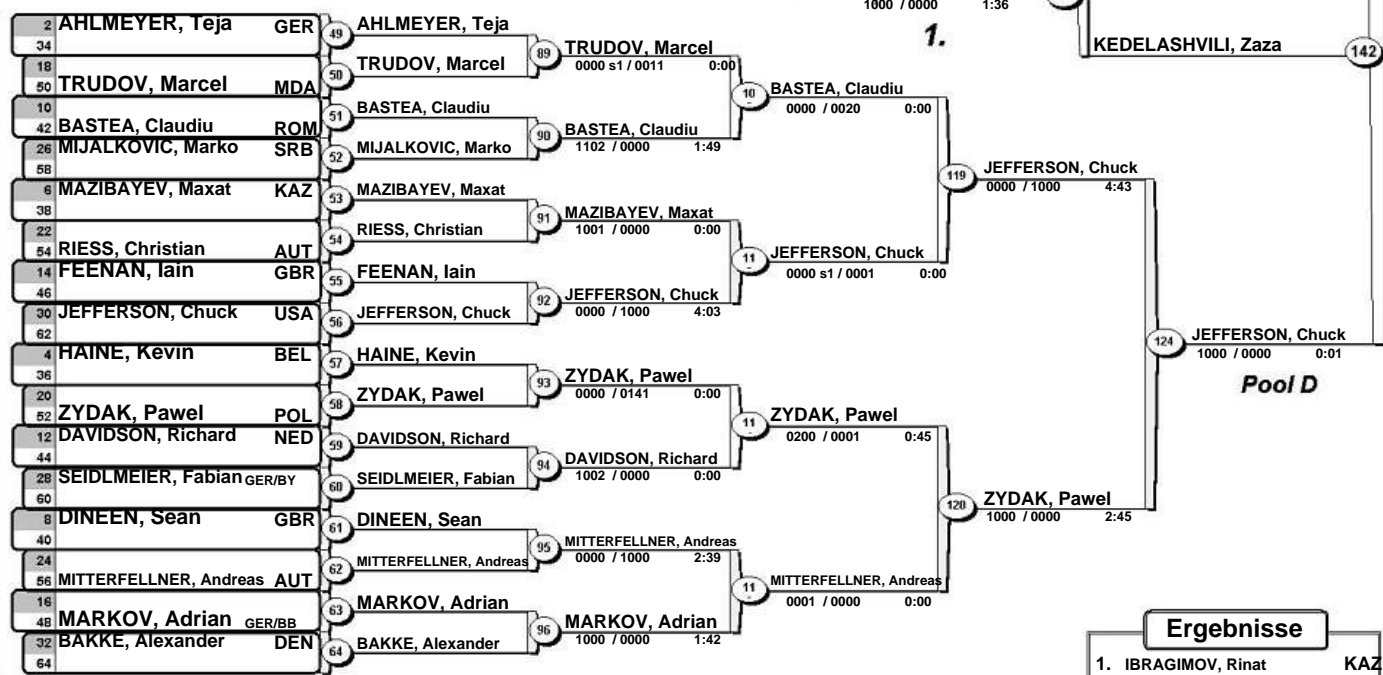 1000 / 0000 1:36
1.
KEDELASHVILI, Zaza
142
2 AHLMEYER, Teja GER
34
18
50 TRUDOV, Marcel MDA
10
42 BASTEA, Claudiu ROM
26 MIJALKOVIC, Marko SRB
58
6 MAZIBAYEV, Maxat KAZ
38
22
54 RIESS, Christian AUT
14 FEENAN, Iain GBR
46
30 JEFFERSON, Chuck USA
62
4 HAINE, Kevin BEL
36
20
52 ZYDAK, Pawel POL
12 DAVIDSON, Richard NED
44
28 SEIDLMEIER, Fabian GER/BY
60
8 DINEEN, Sean GBR
40
24
56 MITTERFELLNER, Andreas AUT
16
48 MARKOV, Adrian GER/BB
32 BAKKE, Alexander DEN
64
49 AHLMEYER, Teja
50 TRUDOV, Marcel
51 BASTEA, Claudiu
52 MIJALKOVIC, Marko
53 MAZIBAYEV, Maxat
54 RIESS, Christian
55 FEENAN, Iain
56 JEFFERSON, Chuck
57 HAINE, Kevin
58 ZYDAK, Pawel
59 DAVIDSON, Richard
60 SEIDLMEIER, Fabian
61 DINEEN, Sean
62 MITTERFELLNER, Andreas
63 MARKOV, Adrian
64 BAKKE, Alexander
89 TRUDOV, Marcel
0000 s1 / 0011 0:00
90 BASTEA, Claudiu
1102 / 0000 1:49
91 MAZIBAYEV, Maxat
1001 / 0000 0:00
92 JEFFERSON, Chuck
0000 / 1000 4:03
93 ZYDAK, Pawel
0000 / 0141 0:00
94 DAVIDSON, Richard
1002 / 0000 0:00
95 MITTERFELLNER, Andreas
0000 / 1000 2:39
96 MARKOV, Adrian
1000 / 0000 1:42
10 BASTEA, Claudiu
0000 / 0020 0:00
11 JEFFERSON, Chuck
0000 s1 / 0001 0:00
11 ZYDAK, Pawel
0200 / 0001 0:45
11 MITTERFELLNER, Andreas
0001 / 0000 0:00
119 JEFFERSON, Chuck
0000 / 1000 4:43
120 ZYDAK, Pawel
1000 / 0000 2:45
124 JEFFERSON, Chuck
1000 / 0000 0:01
Pool D
Ergebnisse
1. IBRAGIMOV, Rinat KAZ